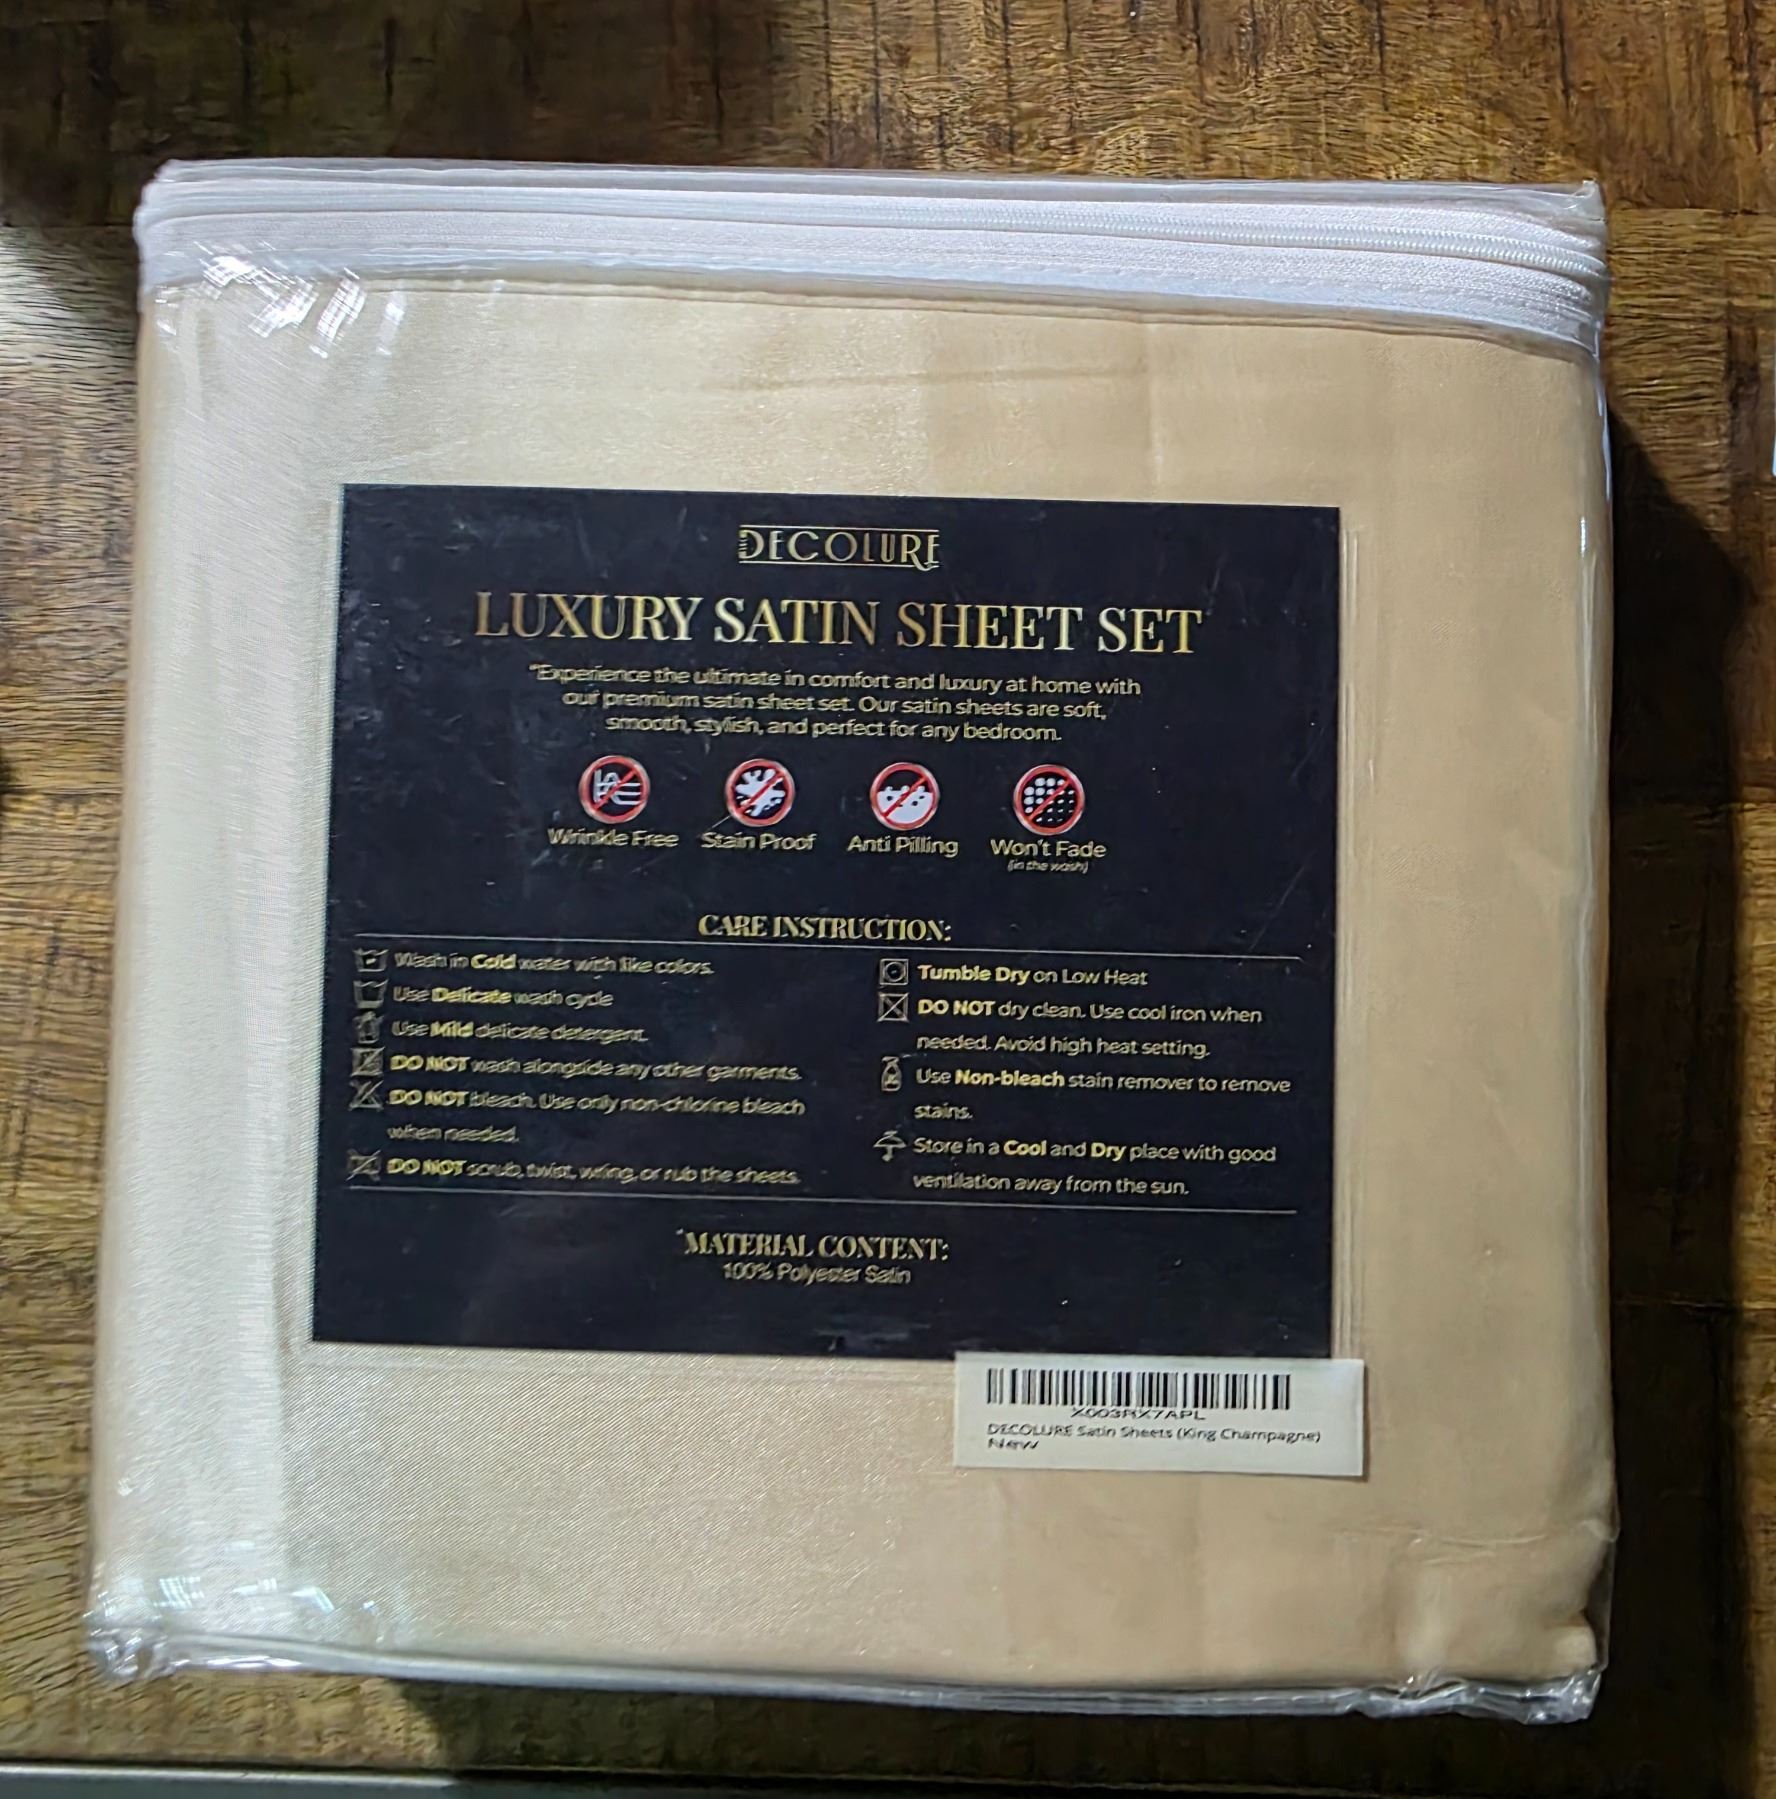 DECOLURE
LUXURY SATIN SHEET SET
"Experience the ultimate in comfort and luxury at home with
our premium satin sheet set. Our satin sheets are soft,
smooth, stylish, and perfect for any bedroom.
Wrinkle Free
Stain Proof
Anti Pilling
Won't Fade
(in the wash)
CARE INSTRUCTION:
Wash in Cold water with like colors.
Use Delicate wash cycle
Use Mild delicate detergent.
DO NOT wash alongside any other garments.
DO NOT bleach. Use only non-chlorine bleach
when needed.
DO NOT scrub, twist, wring, or rub the sheets.
Tumble Dry on Low Heat
DO NOT dry clean. Use cool iron when
needed. Avoid high heat setting.
Use Non-bleach stain remover to remove
stains.
Store in a Cool and Dry place with good
ventilation away from the sun.
*MATERIAL CONTENT:
100% Polyester Satin
X003RX7APL
DECOLURE Satin Sheets (King Champagne)
New